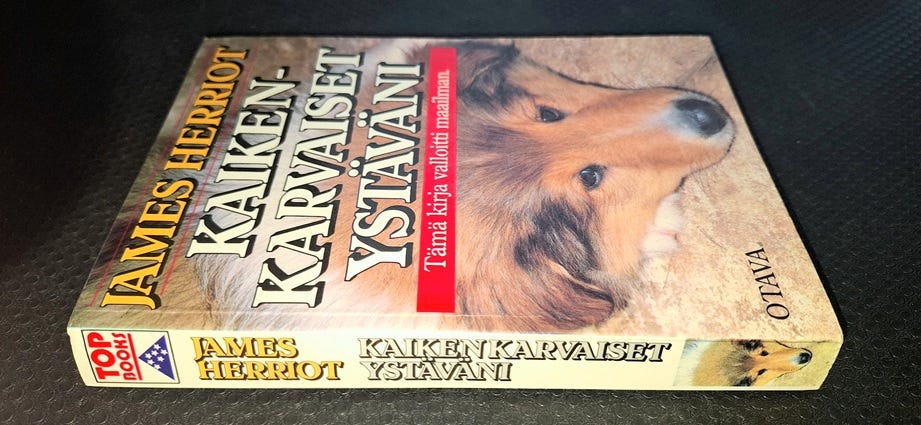 JAMES HERRIOT
KAIKEN-
KARVAISET
YSTÄVÄNI
Tämä kirja valloitti maailman.
OTAVA
TOP
BOOKS
JAMES
HERRIOT
KAIKENKARVAISET
YSTÄVÄNI